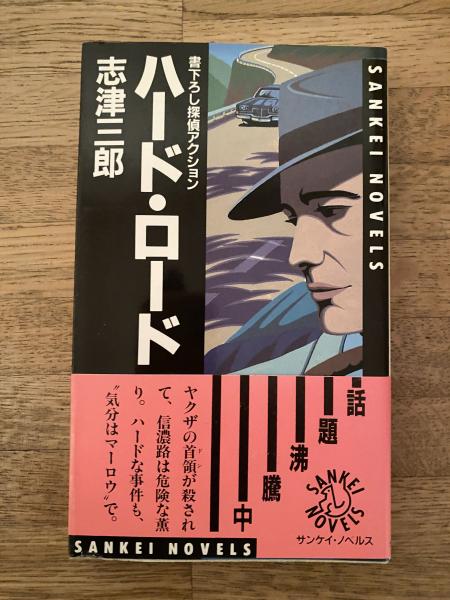 書下ろし探偵アクション
ハード・ロード
志津三郎
SANKEI NOVELS
話題沸騰中
ヤクザの首領が殺され
ドン
て、信濃路は危険な薫
り。ハードな事件も、
〝気分はマーロウ〟で。
SANKEI
し
NOVELS
サンケイ・ノベルス
SANKEI NOVELS